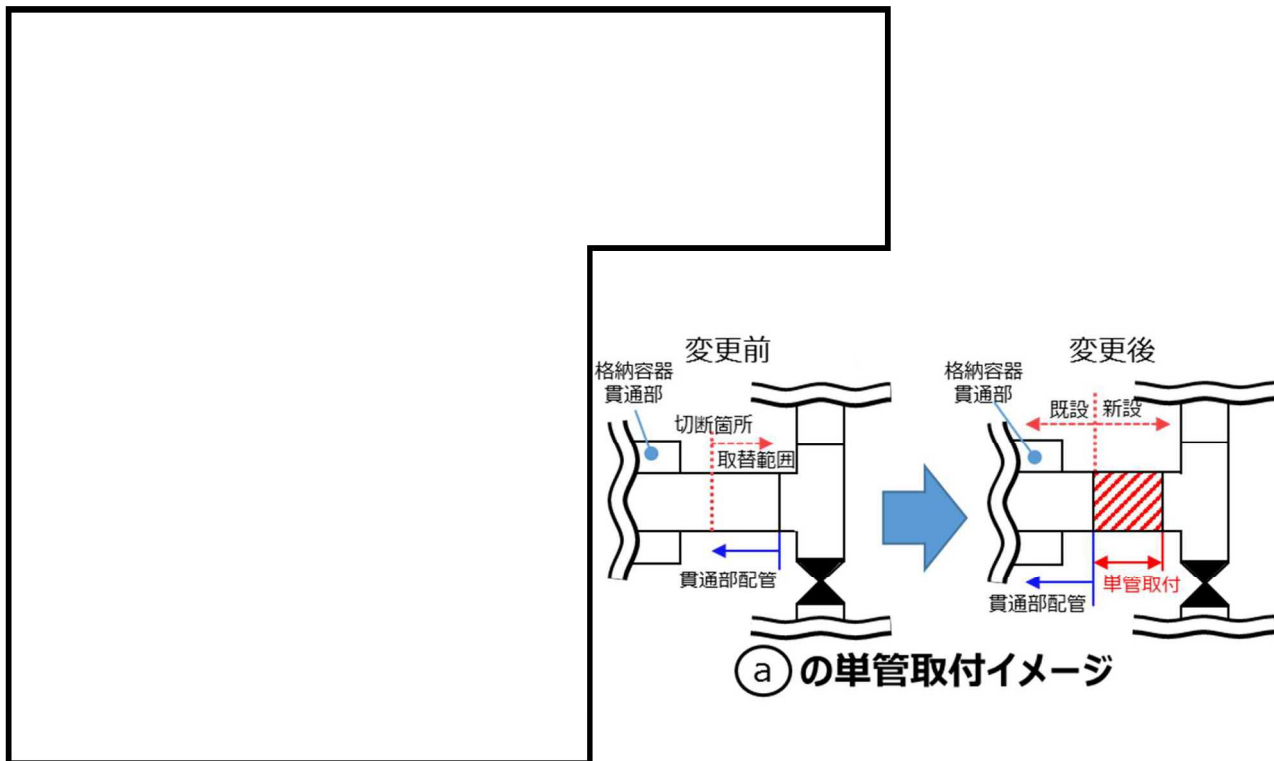 変更前
格納容器
貫通部
切断箇所
取替範囲
貫通部配管
変更後
格納容器
貫通部
既設
新設
単管取付
貫通部配管
ⓐの単管取付イメージ